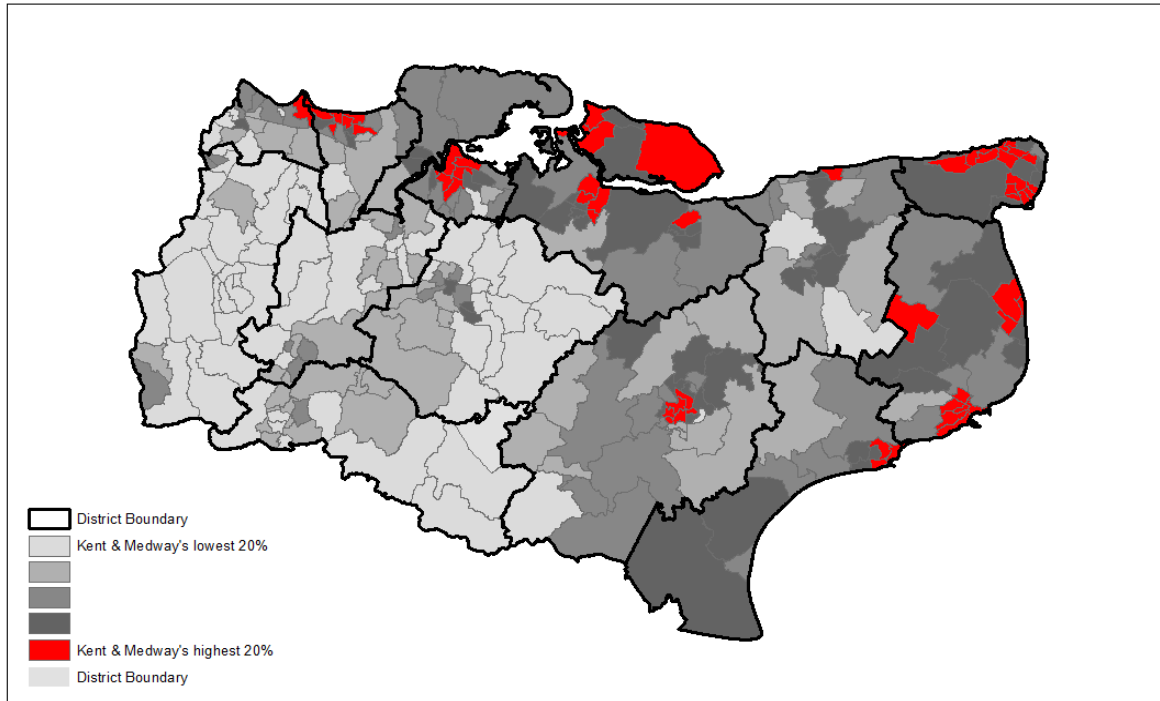 District Boundary
Kent & Medway's lowest 20%
Kent & Medway's highest 20%
District Boundary